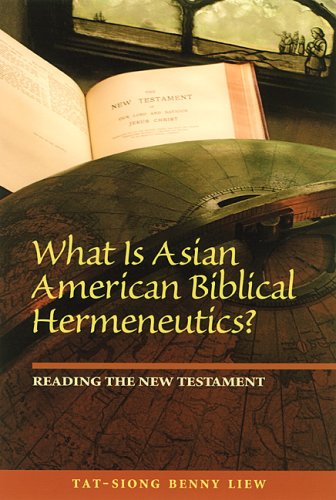 THE
NEW TESTAMENT
OF
OUR LORD AND SAVIOUR
JESUS CHRIST
What Is Asian
American Biblical
Hermeneutics?
READING THE NEW TESTAMENT
TAT-SIONG BENNY LIEW